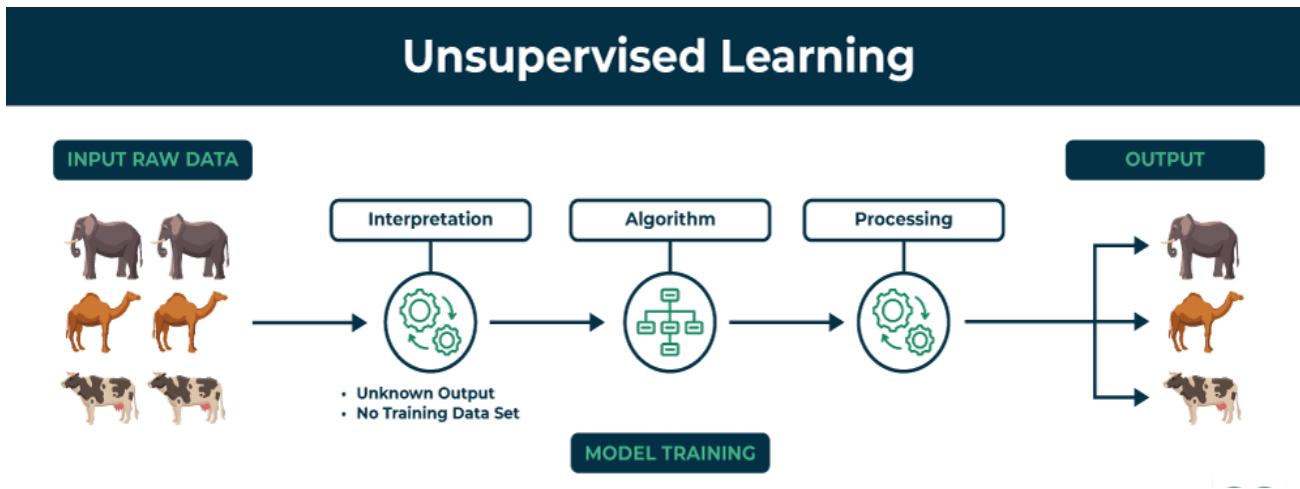 Unsupervised Learning
INPUT RAW DATA
OUTPUT
Interpretation
Algorithm
Processing
• Unknown Output
• No Training Data Set
MODEL TRAINING